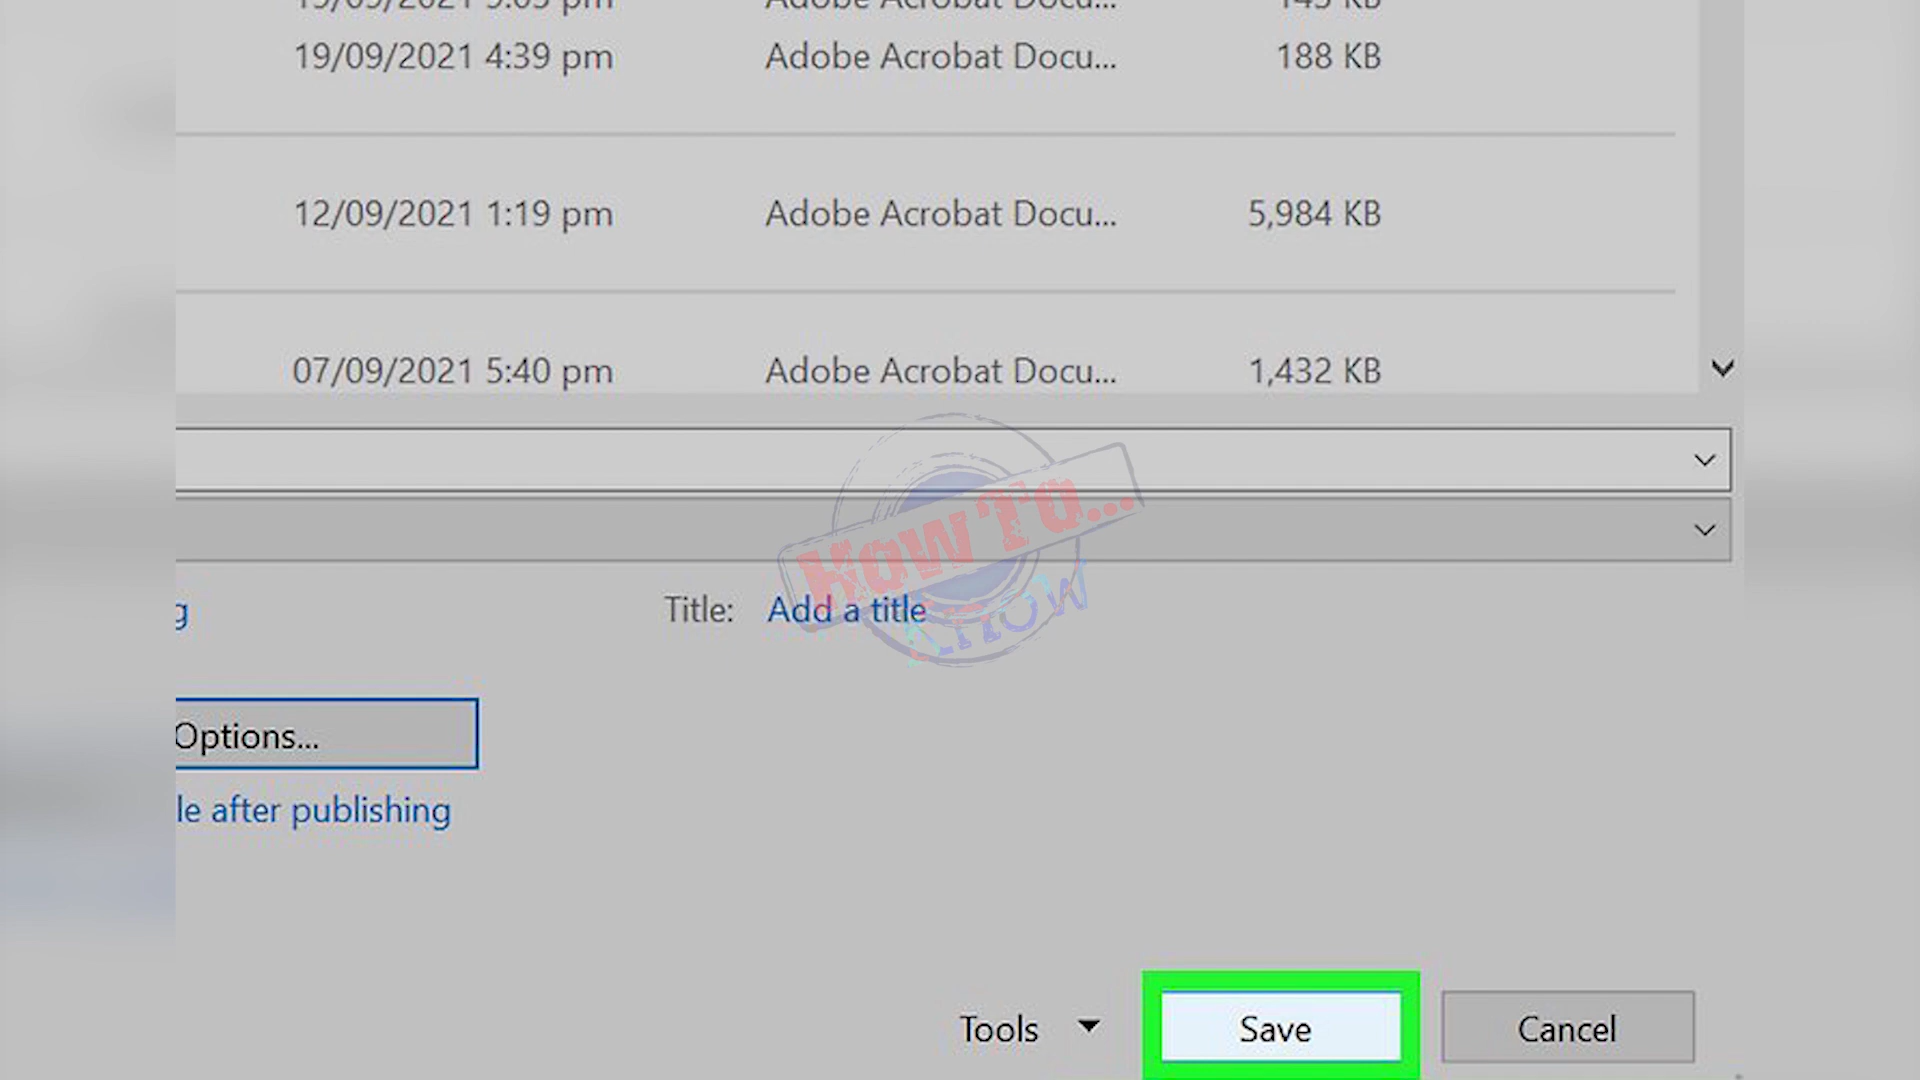 19/09/2021 4:39 pm Adobe Acrobat Docu... 188 KB
12/09/2021 1:19 pm Adobe Acrobat Docu... 5,984 KB
07/09/2021 5:40 pm Adobe Acrobat Docu... 1,432 KB
HowTo...
KNOW
g Title: Add a title
Options...
le after publishing
Tools Save Cancel